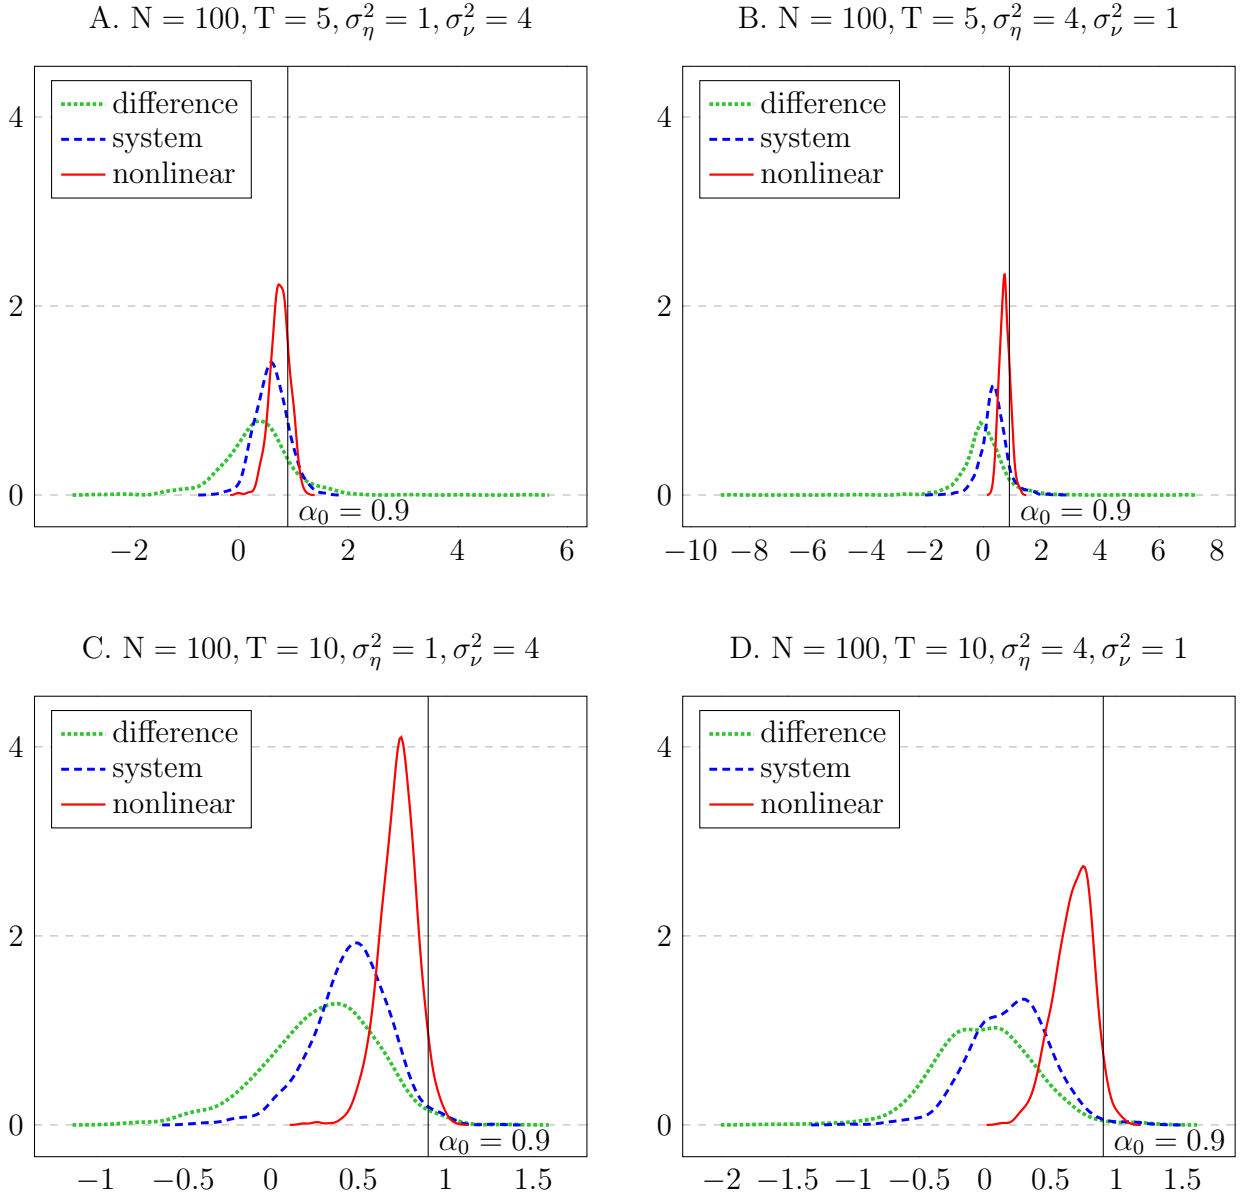 A. N = 100, T = 5, σ²_η = 1, σ²_ν = 4
4
2
0
difference
system
nonlinear
α₀ = 0.9
−2 0 2 4 6
B. N = 100, T = 5, σ²_η = 4, σ²_ν = 1
4
2
0
difference
system
nonlinear
α₀ = 0.9
−10 −8 −6 −4 −2 0 2 4 6 8
C. N = 100, T = 10, σ²_η = 1, σ²_ν = 4
4
2
0
difference
system
nonlinear
α₀ = 0.9
−1 −0.5 0 0.5 1 1.5
D. N = 100, T = 10, σ²_η = 4, σ²_ν = 1
4
2
0
difference
system
nonlinear
α₀ = 0.9
−2 −1.5 −1 −0.5 0 0.5 1 1.5